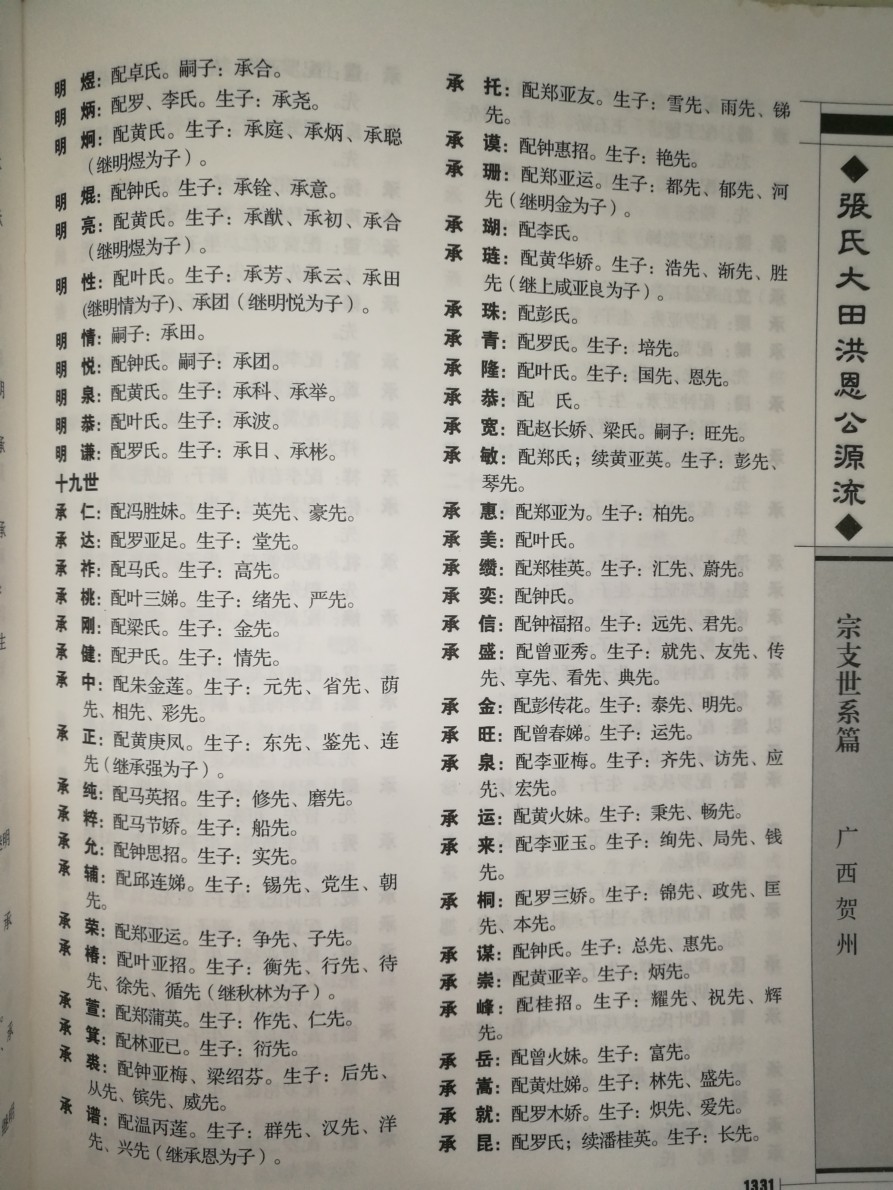 明 煜：配卓氏。嗣子：承合。
明 炳：配罗、李氏。生子：承尧。
明 炯：配黄氏。生子：承庭、承炳、承聪
（继明煜为子）。
明 焜：配钟氏。生子：承铨、承意。
明 亮：配黄氏。生子：承猷、承初、承合
（继明煜为子）。
明 性：配叶氏。生子：承芳、承云、承田
(继明情为子)、承团（继明悦为子）。
明 情：嗣子：承田。
明 悦：配钟氏。嗣子：承团。
明 泉：配黄氏。生子：承科、承举。
明 恭：配叶氏。生子：承波。
明 谦：配罗氏。生子：承日、承彬。
十九世
承 仁：配冯胜妹。生子：英先、豪先。
承 达：配罗亚足。生子：堂先。
承 祚：配马氏。生子：高先。
承 桃：配叶三娣。生子：绪先、严先。
承 刚：配梁氏。生子：金先。
承 健：配尹氏。生子：情先。
承 中：配朱金莲。生子：元先、省先、荫
先、相先、彩先。
承 正：配黄庚凤。生子：东先、鉴先、连
先（继承强为子）。
承 纯：配马英招。生子：修先、磨先。
承 粹：配马节娇。生子：船先。
承 允：配钟思招。生子：实先。
承 辅：配邱连娣。生子：锡先、党生、朝
先。
承 荣：配郑亚运。生子：争先、子先。
承 椿：配叶亚招。生子：衡先、行先、待
先、徐先、循先（继秋林为子）。
承 萱：配郑蒲英。生子：作先、仁先。
承 箕：配林亚已。生子：衍先。
承 裘：配钟亚梅、梁绍芬。生子：后先、
从先、镔先、威先。
承 谱：配温丙莲。生子：群先、汉先、洋
先、兴先（继承恩为子）。
承 托：配郑亚友。生子：雪先、雨先、锑
先。
承 谟：配钟惠招。生子：艳先。
承 珊：配郑亚运。生子：都先、郁先、河
先（继明金为子）。
承 瑚：配李氏。
承 琏：配黄华娇。生子：浩先、渐先、胜
先（继上咸亚良为子）。
承 珠：配彭氏。
承 青：配罗氏。生子：培先。
承 隆：配叶氏。生子：国先、恩先。
承 恭：配 氏。
承 宽：配赵长娇、梁氏。嗣子：旺先。
承 敏：配郑氏；续黄亚英。生子：彭先、
琴先。
承 惠：配郑亚为。生子：柏先。
承 美：配叶氏。
承 缵：配郑桂英。生子：汇先、蔚先。
承 奕：配钟氏。
承 信：配钟福招。生子：远先、君先。
承 盛：配曾亚秀。生子：就先、友先、传
先、享先、看先、典先。
承 金：配彭传花。生子：泰先、明先。
承 旺：配曾春娣。生子：运先。
承 泉：配李亚梅。生子：齐先、访先、应
先、宏先。
承 运：配黄火妹。生子：秉先、畅先。
承 来：配李亚玉。生子：绚先、局先、钱
先。
承 桐：配罗三娇。生子：锦先、政先、匡
先、本先。
承 谋：配钟氏。生子：总先、惠先。
承 崇：配黄亚辛。生子：炳先。
承 峰：配桂招。生子：耀先、祝先、辉
先。
承 岳：配曾火妹。生子：富先。
承 嵩：配黄灶娣。生子：林先、盛先。
承 就：配罗木娇。生子：炽先、爱先。
承 昆：配罗氏；续潘桂英。生子：长先。
◆張氏大田洪恩公源流◆
宗支世系篇
广西贺州
1331